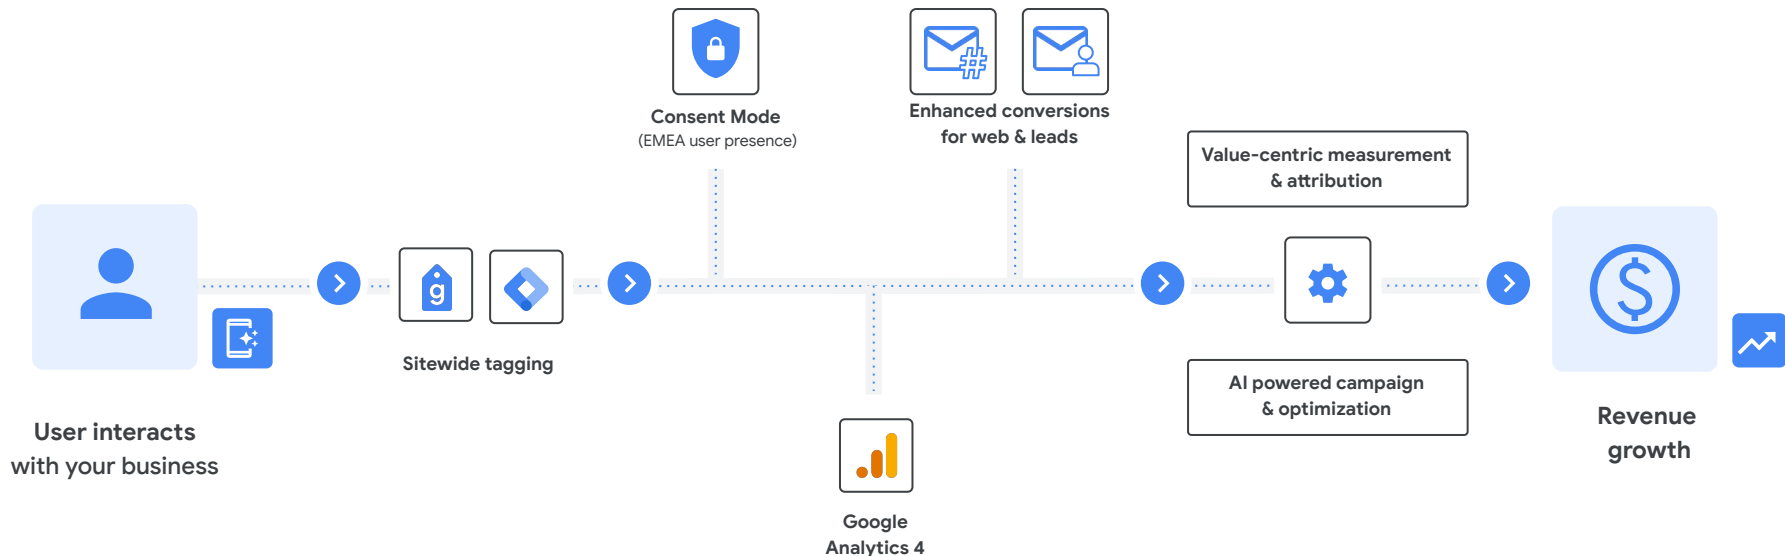 Consent Mode
(EMEA user presence)
Enhanced conversions
for web & leads
Value-centric measurement
& attribution
g
Sitewide tagging
$
AI powered campaign
& optimization
User interacts
with your business
Revenue
growth
Google
Analytics 4